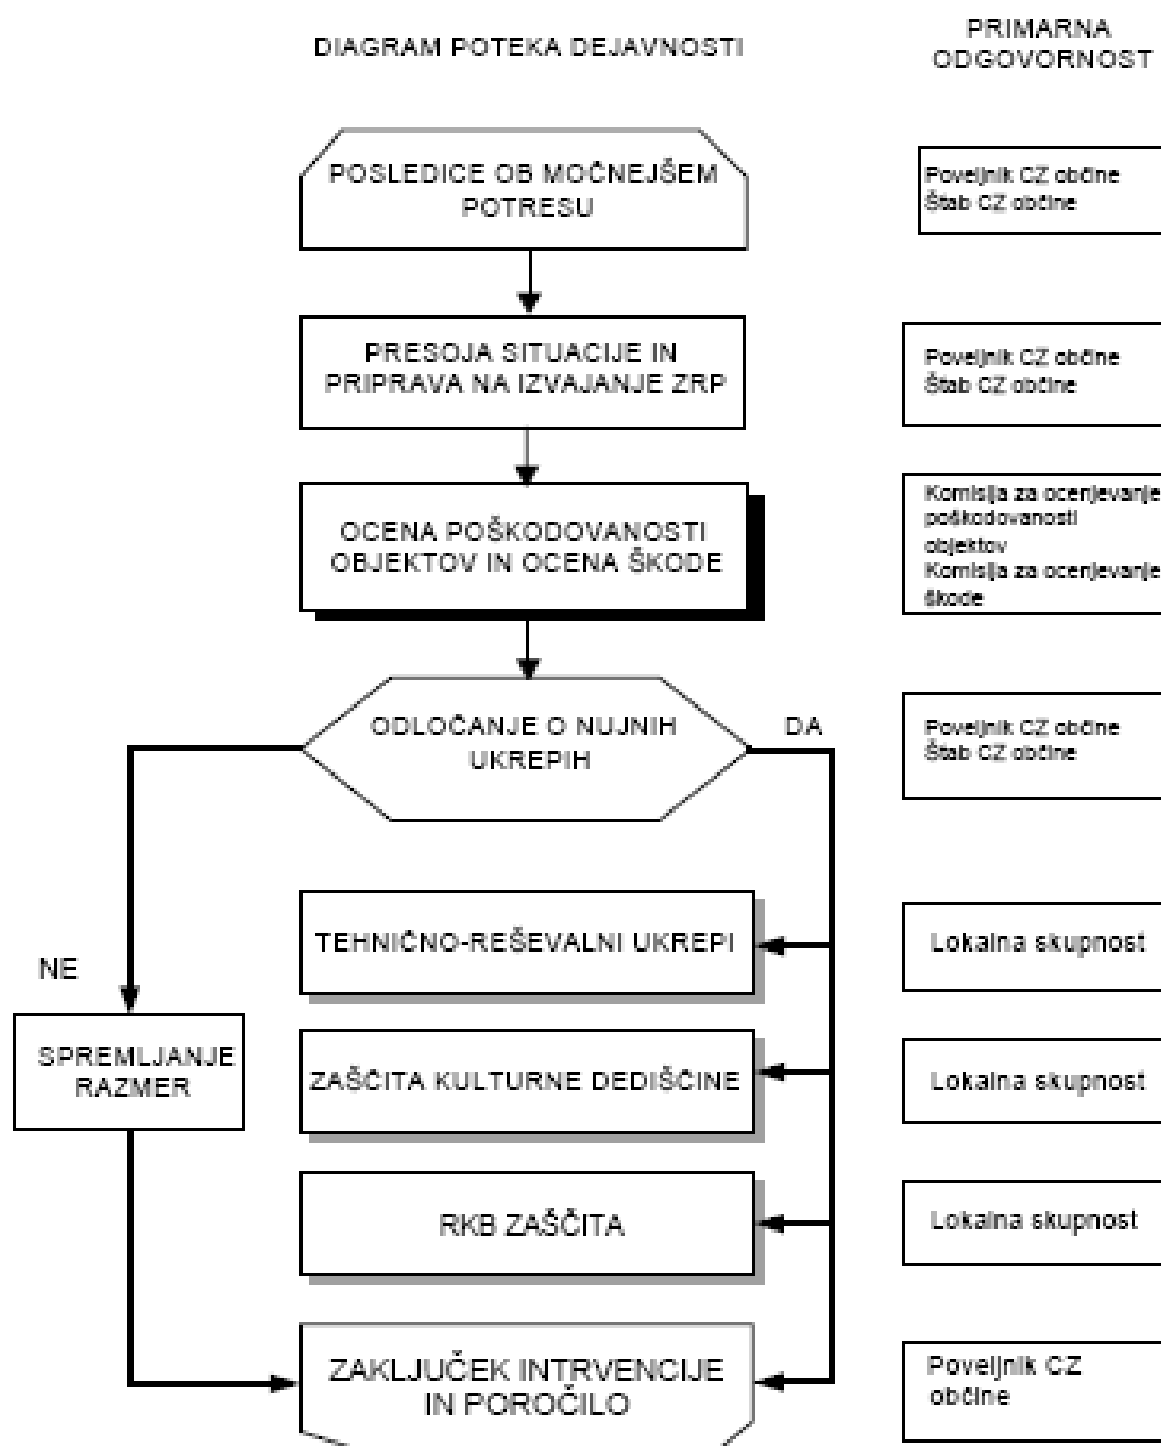 DIAGRAM POTEKA DEJAVNOSTI
PRIMARNA
ODGOVORNOST
POSLEDICE OB MOČNEJŠEM
POTRESU
Poveljnik CZ občine
Štab CZ občine
PRESOJA SITUACIJE IN
PRIPRAVA NA IZVAJANJE ZRP
Poveljnik CZ občine
Štab CZ občine
OCENA POŠKODOVANOSTI
OBJEKTOV IN OCENA ŠKODE
Komisija za ocenjevanje
poškodovanosti
objektov
Komisija za ocenjevanje
škode
ODLOČANJE O NUJNIH
UKREPIH
DA
Poveljnik CZ občine
Štab CZ občine
TEHNIČNO-REŠEVALNI UKREPI
Lokalna skupnost
NE
SPREMLJANJE
RAZMER
ZAŠČITA KULTURNE DEDIŠČINE
Lokalna skupnost
RKB ZAŠČITA
Lokalna skupnost
ZAKLJUČEK INTRVENCIJE
IN POROČILO
Poveljnik CZ
občine